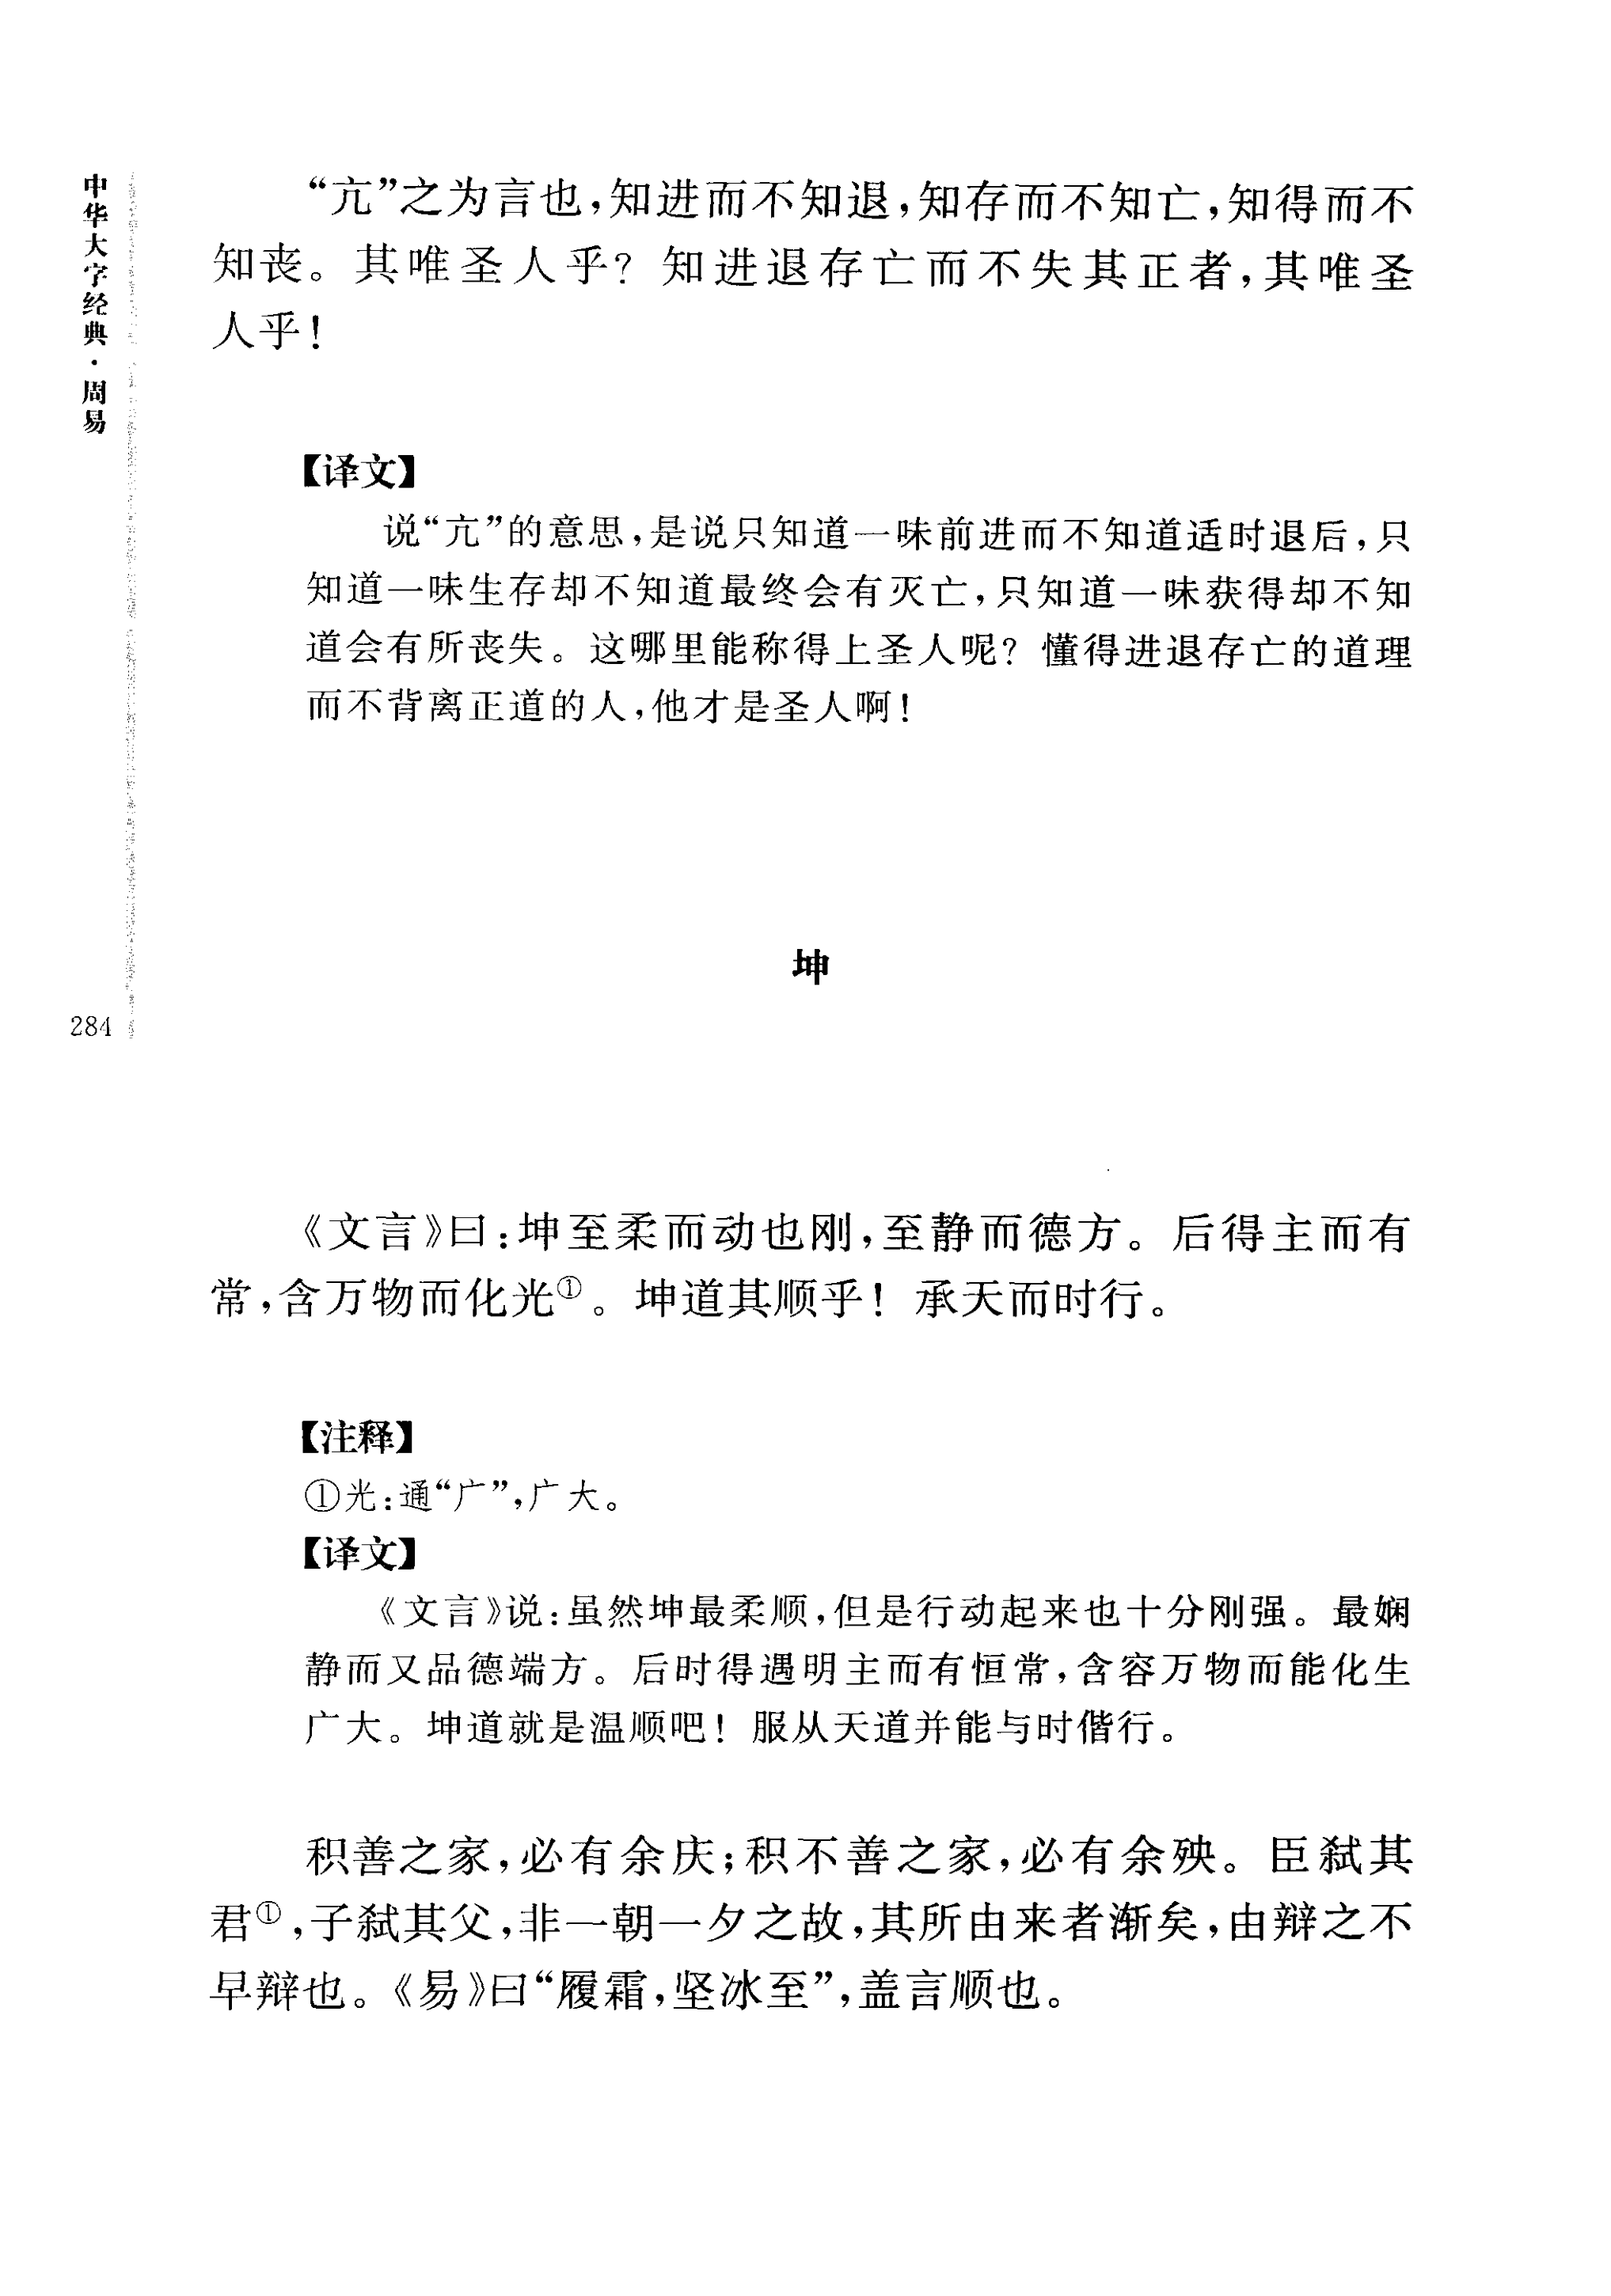 中华大字经典·周易
“亢”之为言也,知进而不知退,知存而不知亡,知得而不
知丧。其唯圣人乎?知进退存亡而不失其正者,其唯圣
人乎!
【译文】
说“亢”的意思,是说只知道一味前进而不知道适时退后,只
知道一味生存却不知道最终会有灭亡,只知道一味获得却不知
道会有所丧失。这哪里能称得上圣人呢?懂得进退存亡的道理
而不背离正道的人,他才是圣人啊!
坤
284
《文言》曰:坤至柔而动也刚,至静而德方。后得主而有
常,含万物而化光①。坤道其顺乎!承天而时行。
【注释】
①光:通“广”,广大。
【译文】
《文言》说:虽然坤最柔顺,但是行动起来也十分刚强。最娴
静而又品德端方。后时得遇明主而有恒常,含容万物而能化生
广大。坤道就是温顺吧!服从天道并能与时偕行。
积善之家,必有余庆;积不善之家,必有余殃。臣弑其
君①,子弑其父,非一朝一夕之故,其所由来者渐矣,由辩之不
早辩也。《易》曰“履霜,坚冰至”,盖言顺也。